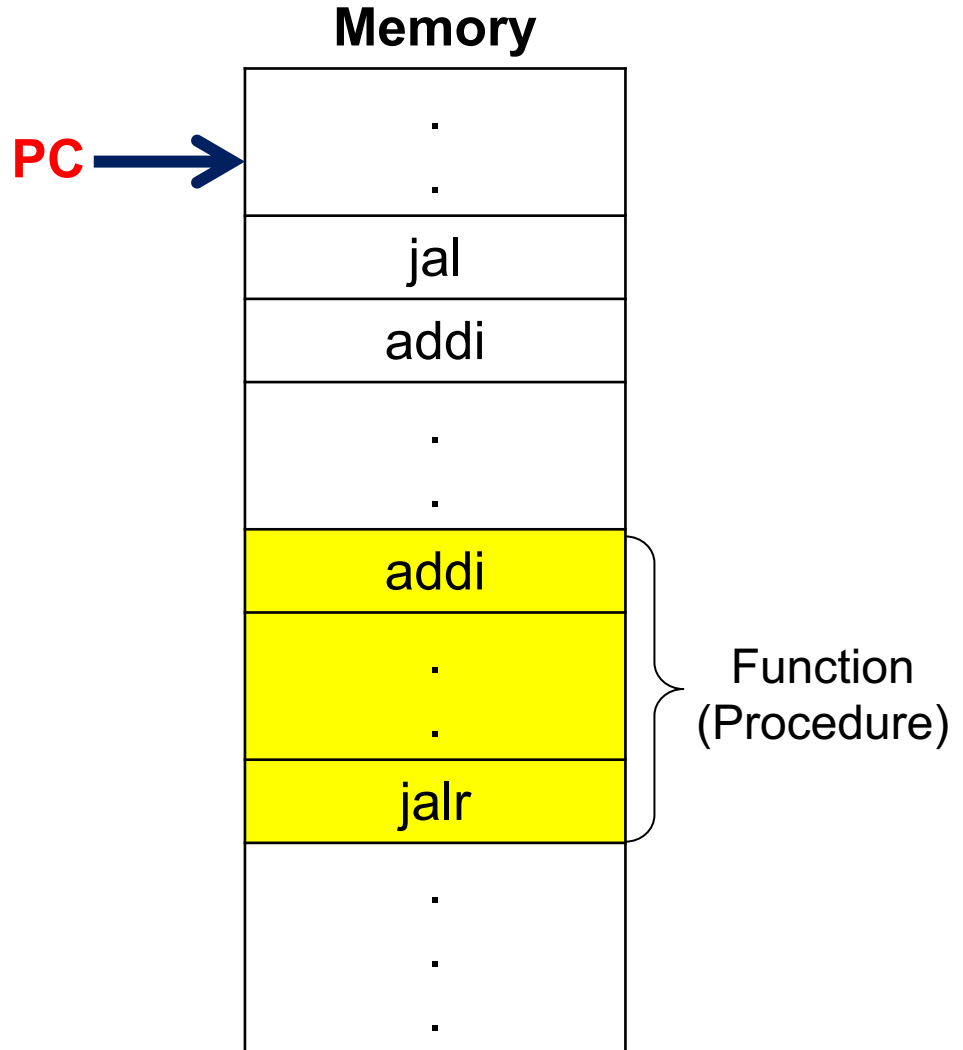 Memory
.
PC
.
jal
addi
.
.
addi
.
.
Function
(Procedure)
jalr
.
.
.